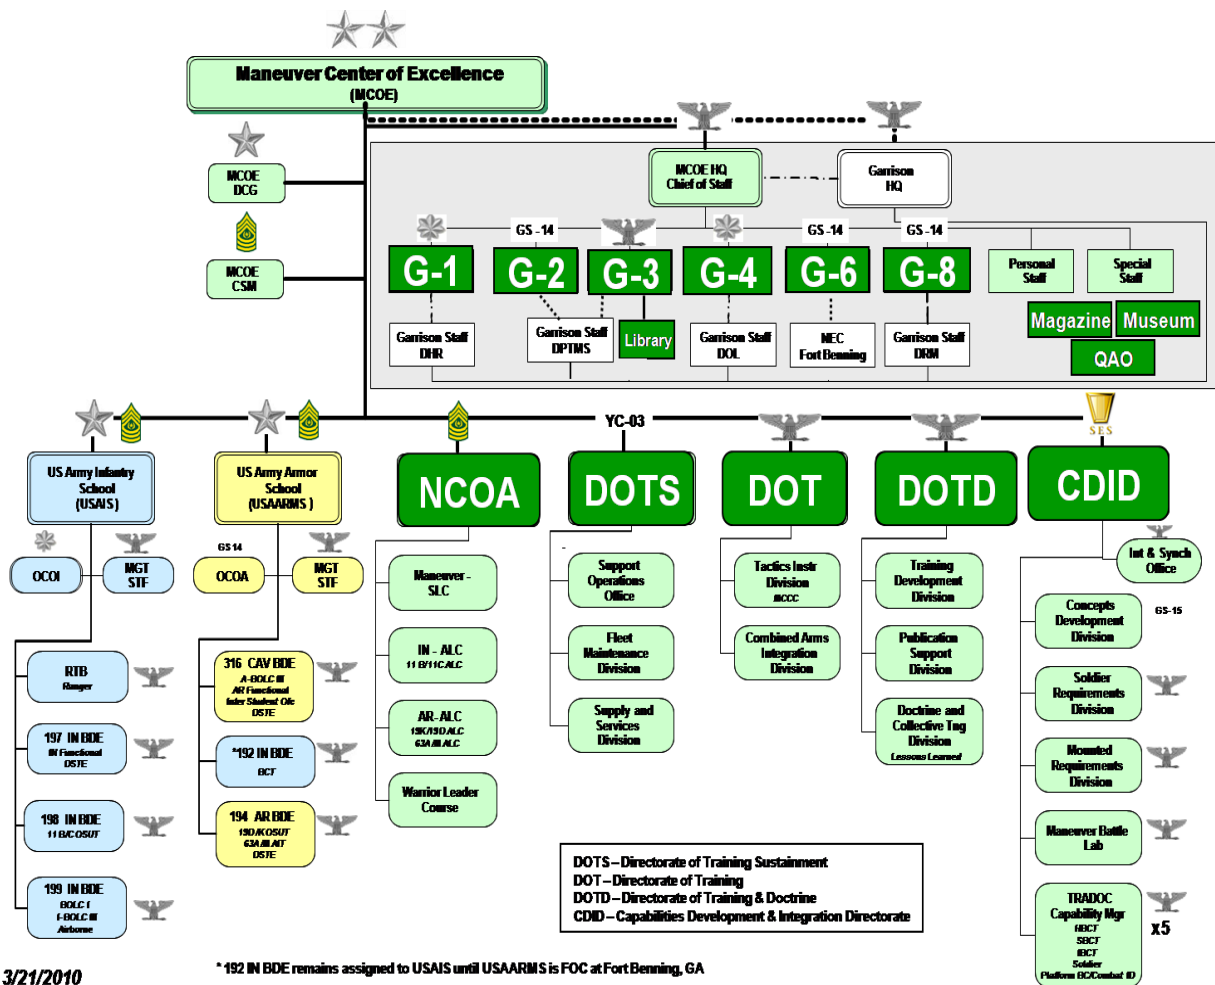 Maneuver Center of Excellence
(MCOE)
MCOE
DCG
MCOE
CSM
MCOE HQ
Chief of Staff
Garrison
HQ
GS -14
GS -14
GS -14
G-1
G-2
G-3
G-4
G-6
G-8
Personal
Staff
Special
Staff
Garrison Staff
DHR
Garrison Staff
DPTMS
Library
Garrison Staff
DOL
NEC
Fort Benning
Garrison Staff
DRM
Magazine
Museum
QAO
YC-03
SES
US Army Infantry
School
(USAIS)
US Army Armor
School
(USAARMS )
NCOA
DOTS
DOT
DOTD
CDID
OCOI
MGT
STF
GS 14
OCOA
MGT
STF
RTB
Ranger
197 IN BDE
IN Functional
DSTE
198 IN BDE
11 B/C OSUT
199 IN BDE
BOLC I
I-BOLC III
Airborne
316 CAV BDE
A-BOLC III
AR Functional
Inter Student Ofc
DSTE
*192 IN BDE
BCT
194 AR BDE
19D/K OSUT
63A/M AIT
DSTE
Maneuver -
SLC
IN - ALC
11 B/11C ALC
AR- ALC
19K/19D ALC
63A/M ALC
Warrior Leader
Course
Support
Operations
Office
Fleet
Maintenance
Division
Supply and
Services
Division
Tactics Instr
Division
MCCC
Combined Arms
Integration
Division
Training
Development
Division
Publication
Support
Division
Doctrine and
Collective Tng
Division
Lessons Learned
Int & Synch
Office
Concepts
Development
Division
GS-15
Soldier
Requirements
Division
Mounted
Requirements
Division
Maneuver Battle
Lab
TRADOC
Capability Mgr
HBCT
SBCT
IBCT
Soldier
Platform BC/Combat ID
x5
DOTS – Directorate of Training Sustainment
DOT – Directorate of Training
DOTD – Directorate of Training & Doctrine
CDID – Capabilities Development & Integration Directorate
* 192 IN BDE remains assigned to USAIS until USAARMS is FOC at Fort Benning, GA
3/21/2010